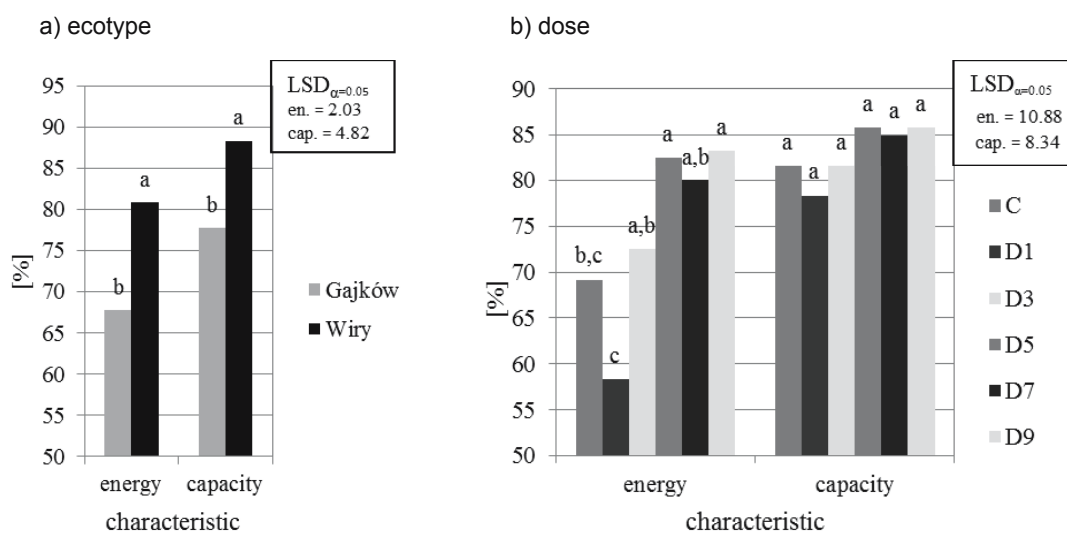 a) ecotype
LSDα=0.05
en. = 2.03
cap. = 4.82
95
90
85
80
75
70
65
60
55
50
[%]
b
a
b
a
energy capacity
characteristic
Gajków
Wiry
b) dose
LSDα=0.05
en. = 10.88
cap. = 8.34
90
85
80
75
70
65
60
55
50
[%]
b,c
c
a,b
a
a,b
a
a
a
a
a
a
a
energy capacity
characteristic
C
D1
D3
D5
D7
D9